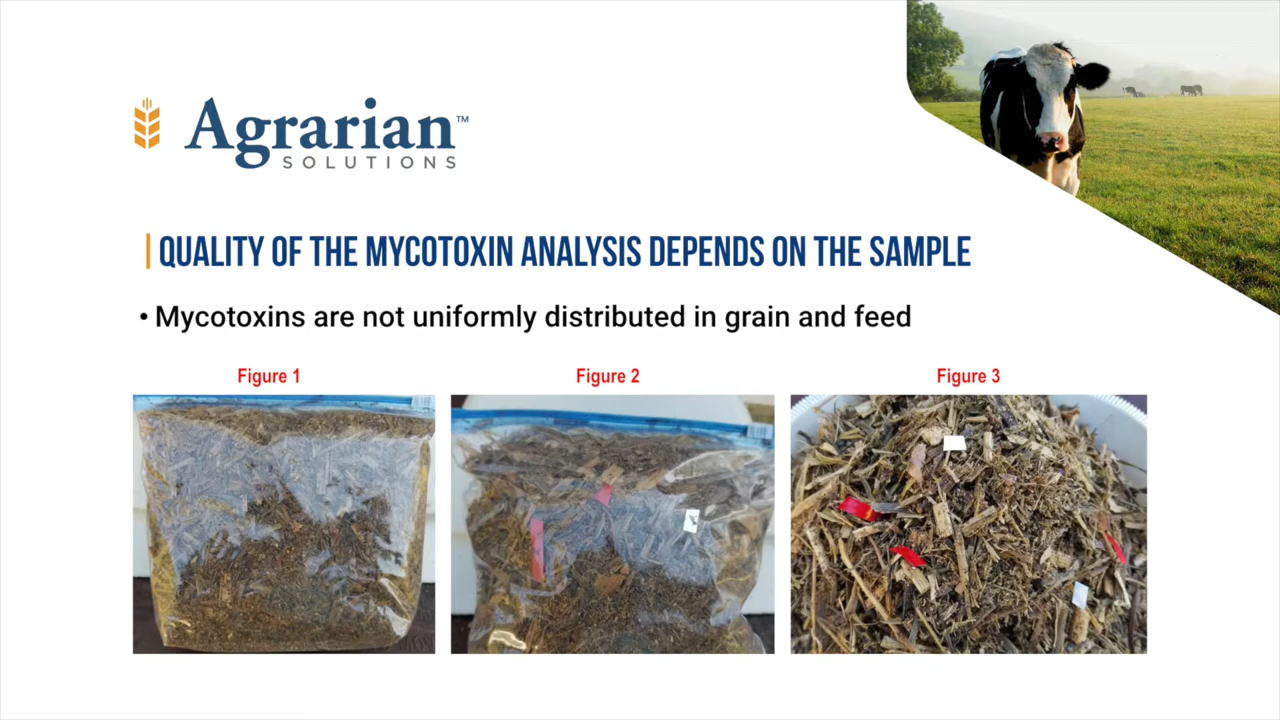 Agrarian™
SOLUTIONS
QUALITY OF THE MYCOTOXIN ANALYSIS DEPENDS ON THE SAMPLE
• Mycotoxins are not uniformly distributed in grain and feed
Figure 1
Figure 2
Figure 3